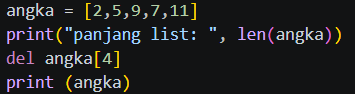 angka = [2,5,9,7,11]
print("panjang list: ", len(angka))
del angka[4]
print (angka)